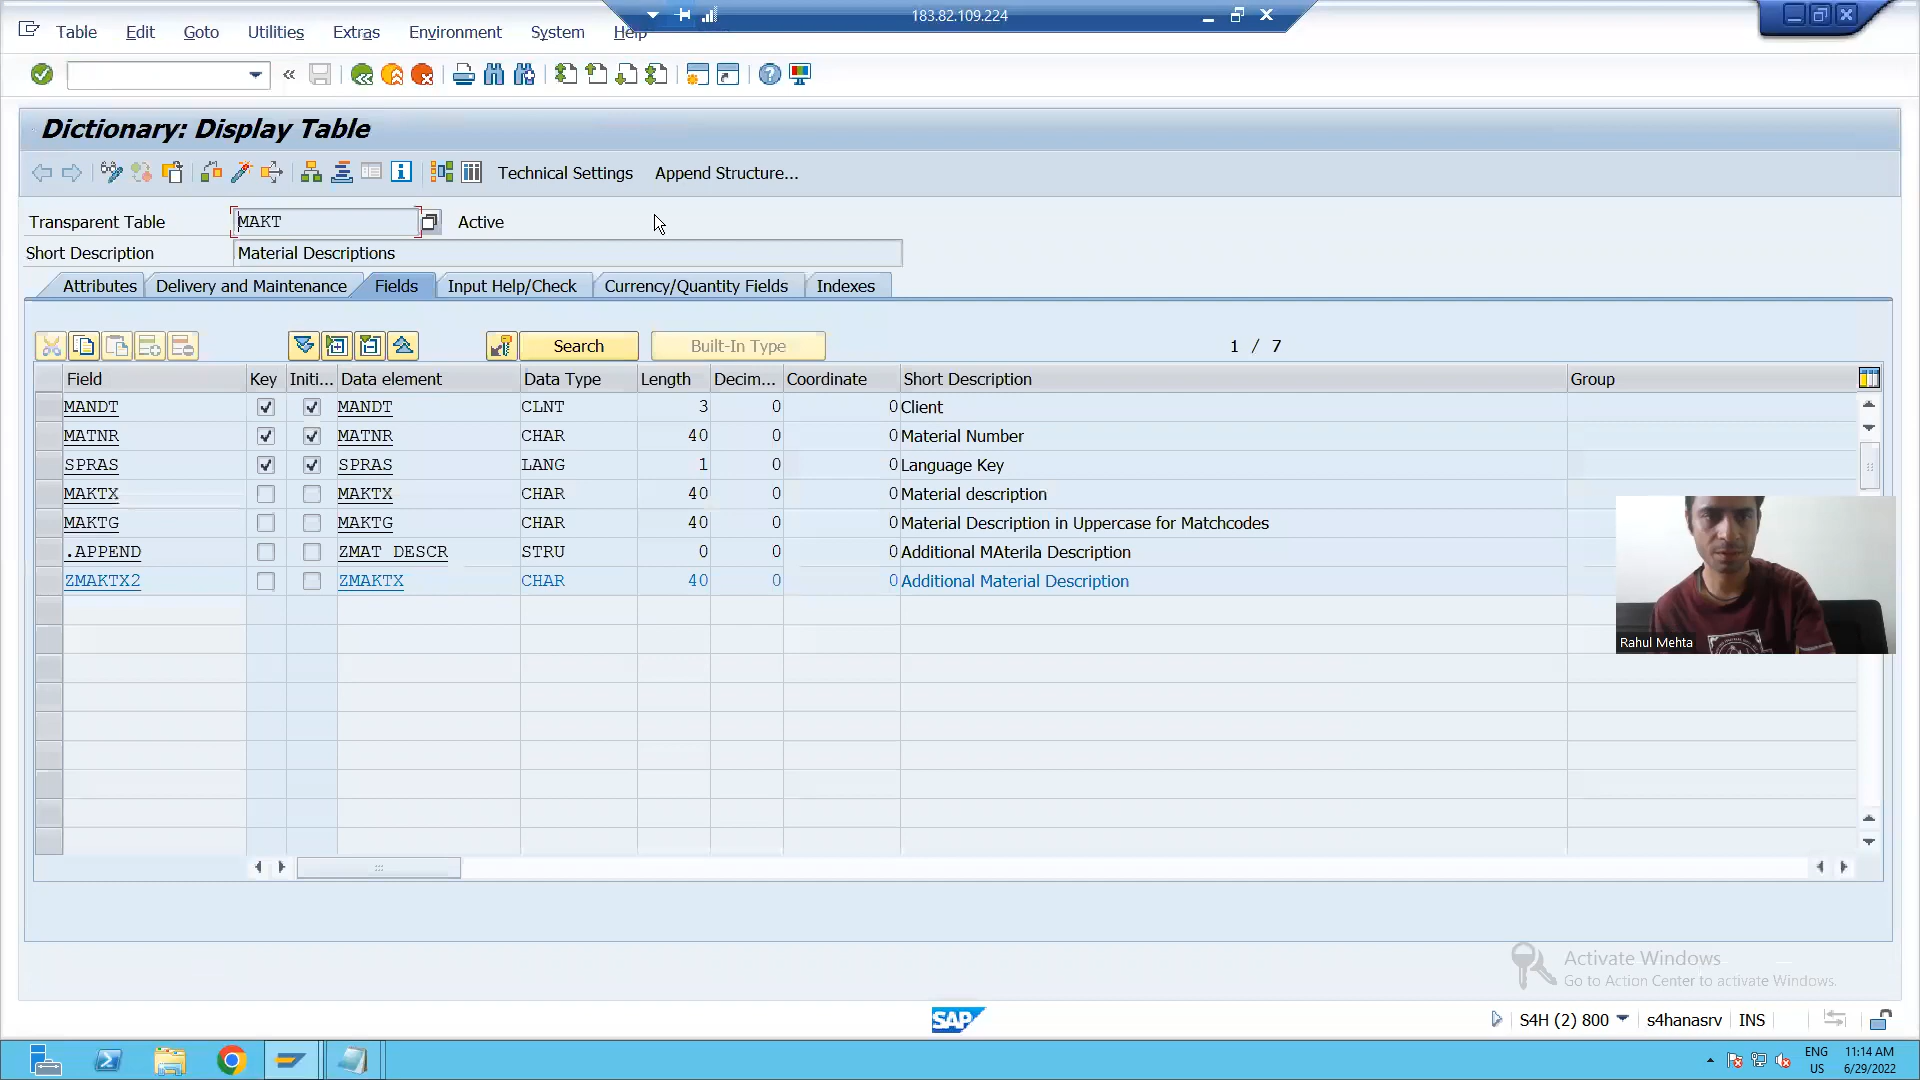 183.82.109.224
Table Edit Goto Utilities Extras Environment System Help
Dictionary: Display Table
Technical Settings Append Structure...
Transparent Table MAKT Active
Short Description Material Descriptions
Attributes Delivery and Maintenance Fields Input Help/Check Currency/Quantity Fields Indexes
Search Built-In Type 1 / 7
Field Key Initi... Data element Data Type Length Decim... Coordinate Short Description Group
MANDT MANDT CLNT 3 0 0 Client
MATNR MATNR CHAR 40 0 0 Material Number
SPRAS SPRAS LANG 1 0 0 Language Key
MAKTX MAKTX CHAR 40 0 0 Material description
MAKTG MAKTG CHAR 40 0 0 Material Description in Uppercase for Matchcodes
.APPEND ZMAT_DESCR STRU 0 0 0 Additional MAterila Description
ZMAKTX2 ZMAKTX CHAR 40 0 0 Additional Material Description
Rahul Mehta
Activate Windows
Go to Action Center to activate Windows.
SAP S4H (2) 800 s4hanasrv INS
ENG 11:14 AM
US 6/29/2022